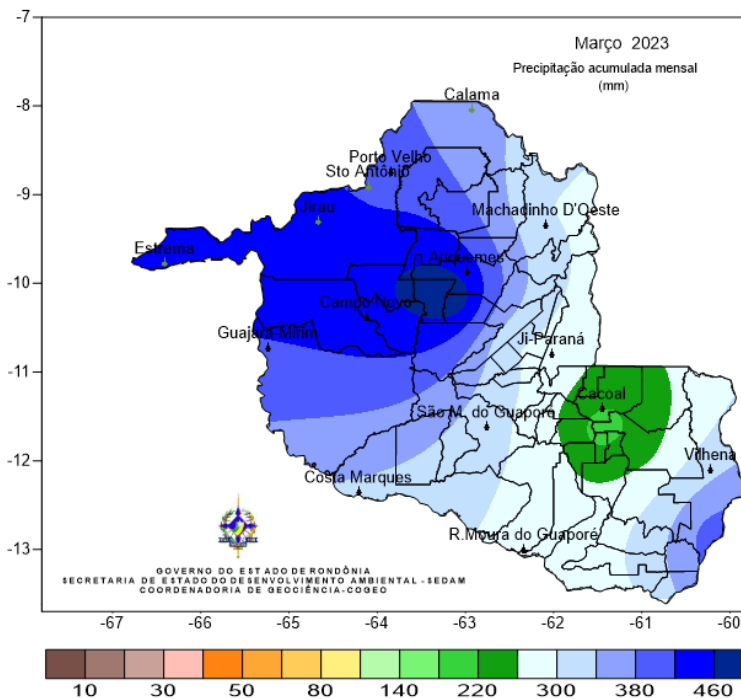 Março 2023
Precipitação acumulada mensal
(mm)
-7
-8
-9
-10
-11
-12
-13
Calama
Porto Velho
Sto Antônio
Machadinho D'Oeste
Jirau
Estrema
Ariquemes
Campo Novo
Guajará-Mirim
Ji-Paraná
Cacoal
São M. do Guaporé
Vilhena
Costa Marques
R.Moura do Guaporé
GOVERNO DO ESTADO DE RONDÔNIA
SECRETARIA DE ESTADO DO DESENVOLVIMENTO AMBIENTAL - SEDAM
COORDENADORIA DE GEOCIÊNCIA-COGEO
-67 -66 -65 -64 -63 -62 -61 -60
10 30 50 80 140 220 300 380 460